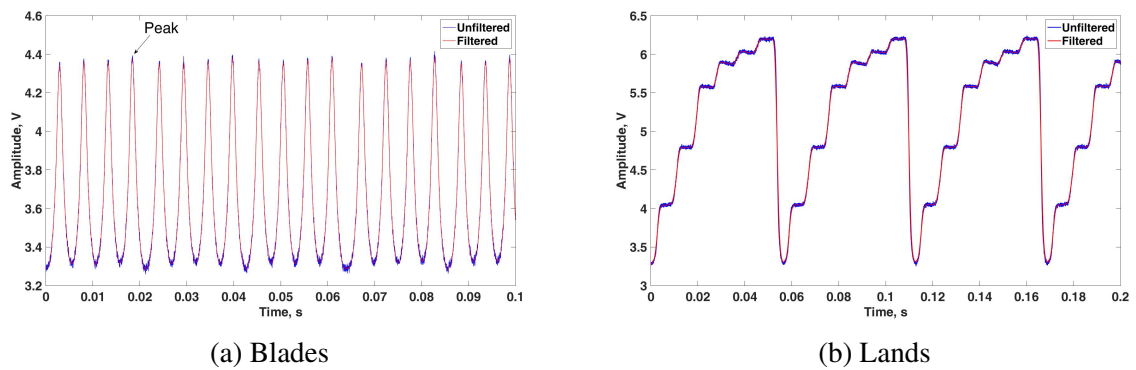 Peak
Unfiltered
Filtered
4.6
4.4
4.2
4
3.8
3.6
3.4
3.2
Amplitude, V
0 0.01 0.02 0.03 0.04 0.05 0.06 0.07 0.08 0.09 0.1
Time, s
(a) Blades
Unfiltered
Filtered
6.5
6
5.5
5
4.5
4
3.5
3
Amplitude, V
0 0.02 0.04 0.06 0.08 0.1 0.12 0.14 0.16 0.18 0.2
Time, s
(b) Lands